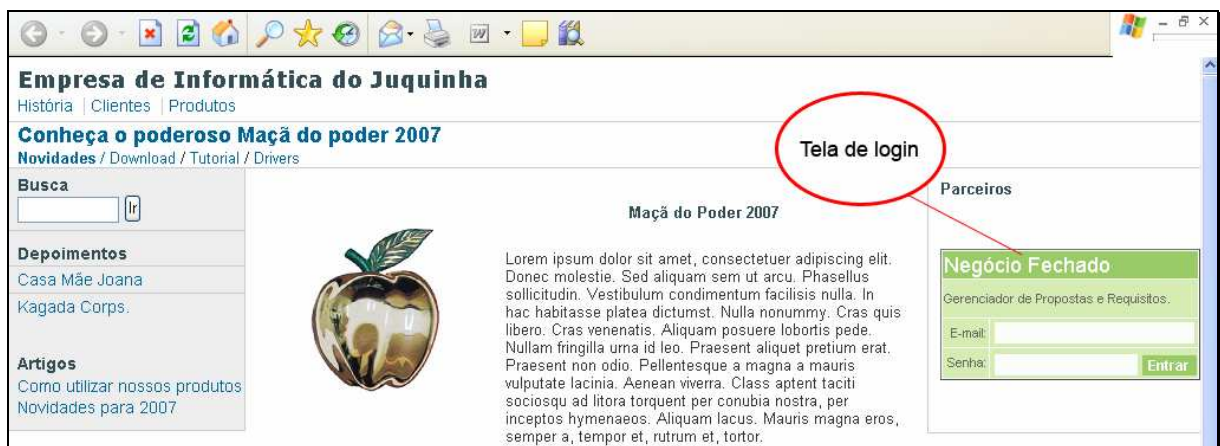 Empresa de Informática do Juquinha
História | Clientes | Produtos
Conheça o poderoso Maçã do poder 2007
Novidades / Download / Tutorial / Drivers
Tela de login
Busca
Ir
Depoimentos
Casa Mãe Joana
Kagada Corps.
Artigos
Como utilizar nossos produtos
Novidades para 2007
Maçã do Poder 2007
Lorem ipsum dolor sit amet, consectetuer adipiscing elit.
Donec molestie. Sed aliquam sem ut arcu. Phasellus
sollicitudin. Vestibulum condimentum facilisis nulla. In
hac habitasse platea dictumst. Nulla nonummy. Cras quis
libero. Cras venenatis. Aliquam posuere lobortis pede.
Nullam fringilla urna id leo. Praesent aliquet pretium erat.
Praesent non odio. Pellentesque a magna a mauris
vulputate lacinia. Aenean viverra. Class aptent taciti
sociosqu ad litora torquent per conubia nostra, per
inceptos hymenaeos. Aliquam lacus. Mauris magna eros,
semper a, tempor et, rutrum et, tortor.
Parceiros
Negócio Fechado
Gerenciador de Propostas e Requisitos.
E-mail:
Senha:
Entrar